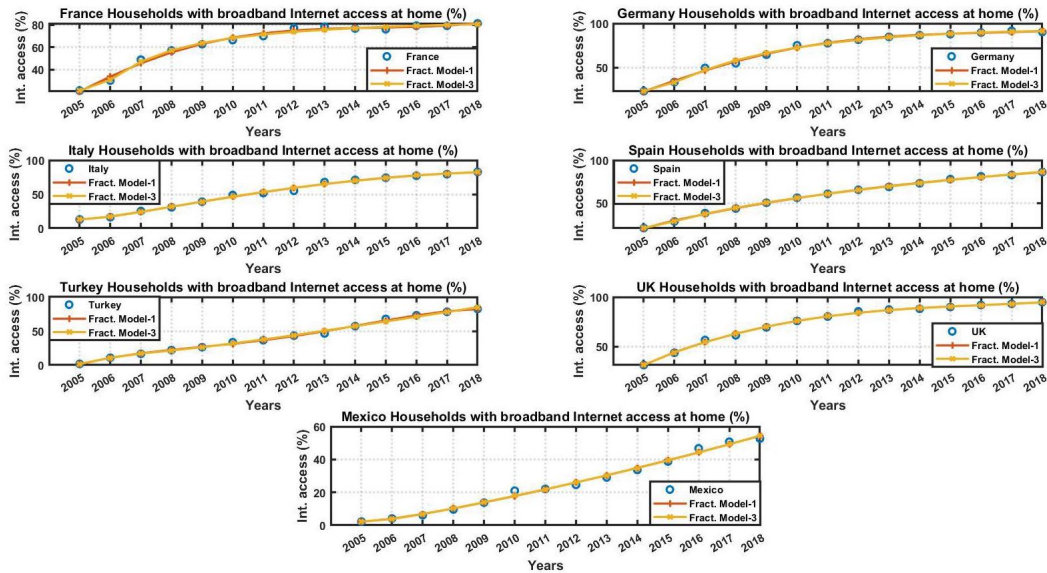 France Households with broadband Internet access at home (%)
Int. access (%)
80
60
40
France
Fract. Model-1
Fract. Model-3
2005 2006 2007 2008 2009 2010 2011 2012 2013 2014 2015 2016 2017 2018
Years
Germany Households with broadband Internet access at home (%)
Int. access (%)
100
50
Germany
Fract. Model-1
Fract. Model-3
2005 2006 2007 2008 2009 2010 2011 2012 2013 2014 2015 2016 2017 2018
Years
Italy Households with broadband Internet access at home (%)
Int. access (%)
100
50
0
Italy
Fract. Model-1
Fract. Model-3
2005 2006 2007 2008 2009 2010 2011 2012 2013 2014 2015 2016 2017 2018
Years
Spain Households with broadband Internet access at home (%)
Int. access (%)
100
50
Spain
Fract. Model-1
Fract. Model-3
2005 2006 2007 2008 2009 2010 2011 2012 2013 2014 2015 2016 2017 2018
Years
Turkey Households with broadband Internet access at home (%)
Int. access (%)
100
50
0
Turkey
Fract. Model-1
Fract. Model-3
2005 2006 2007 2008 2009 2010 2011 2012 2013 2014 2015 2016 2017 2018
Years
UK Households with broadband Internet access at home (%)
Int. access (%)
100
50
UK
Fract. Model-1
Fract. Model-3
2005 2006 2007 2008 2009 2010 2011 2012 2013 2014 2015 2016 2017 2018
Years
Mexico Households with broadband Internet access at home (%)
Int. access (%)
60
40
20
0
Mexico
Fract. Model-1
Fract. Model-3
2005 2006 2007 2008 2009 2010 2011 2012 2013 2014 2015 2016 2017 2018
Years